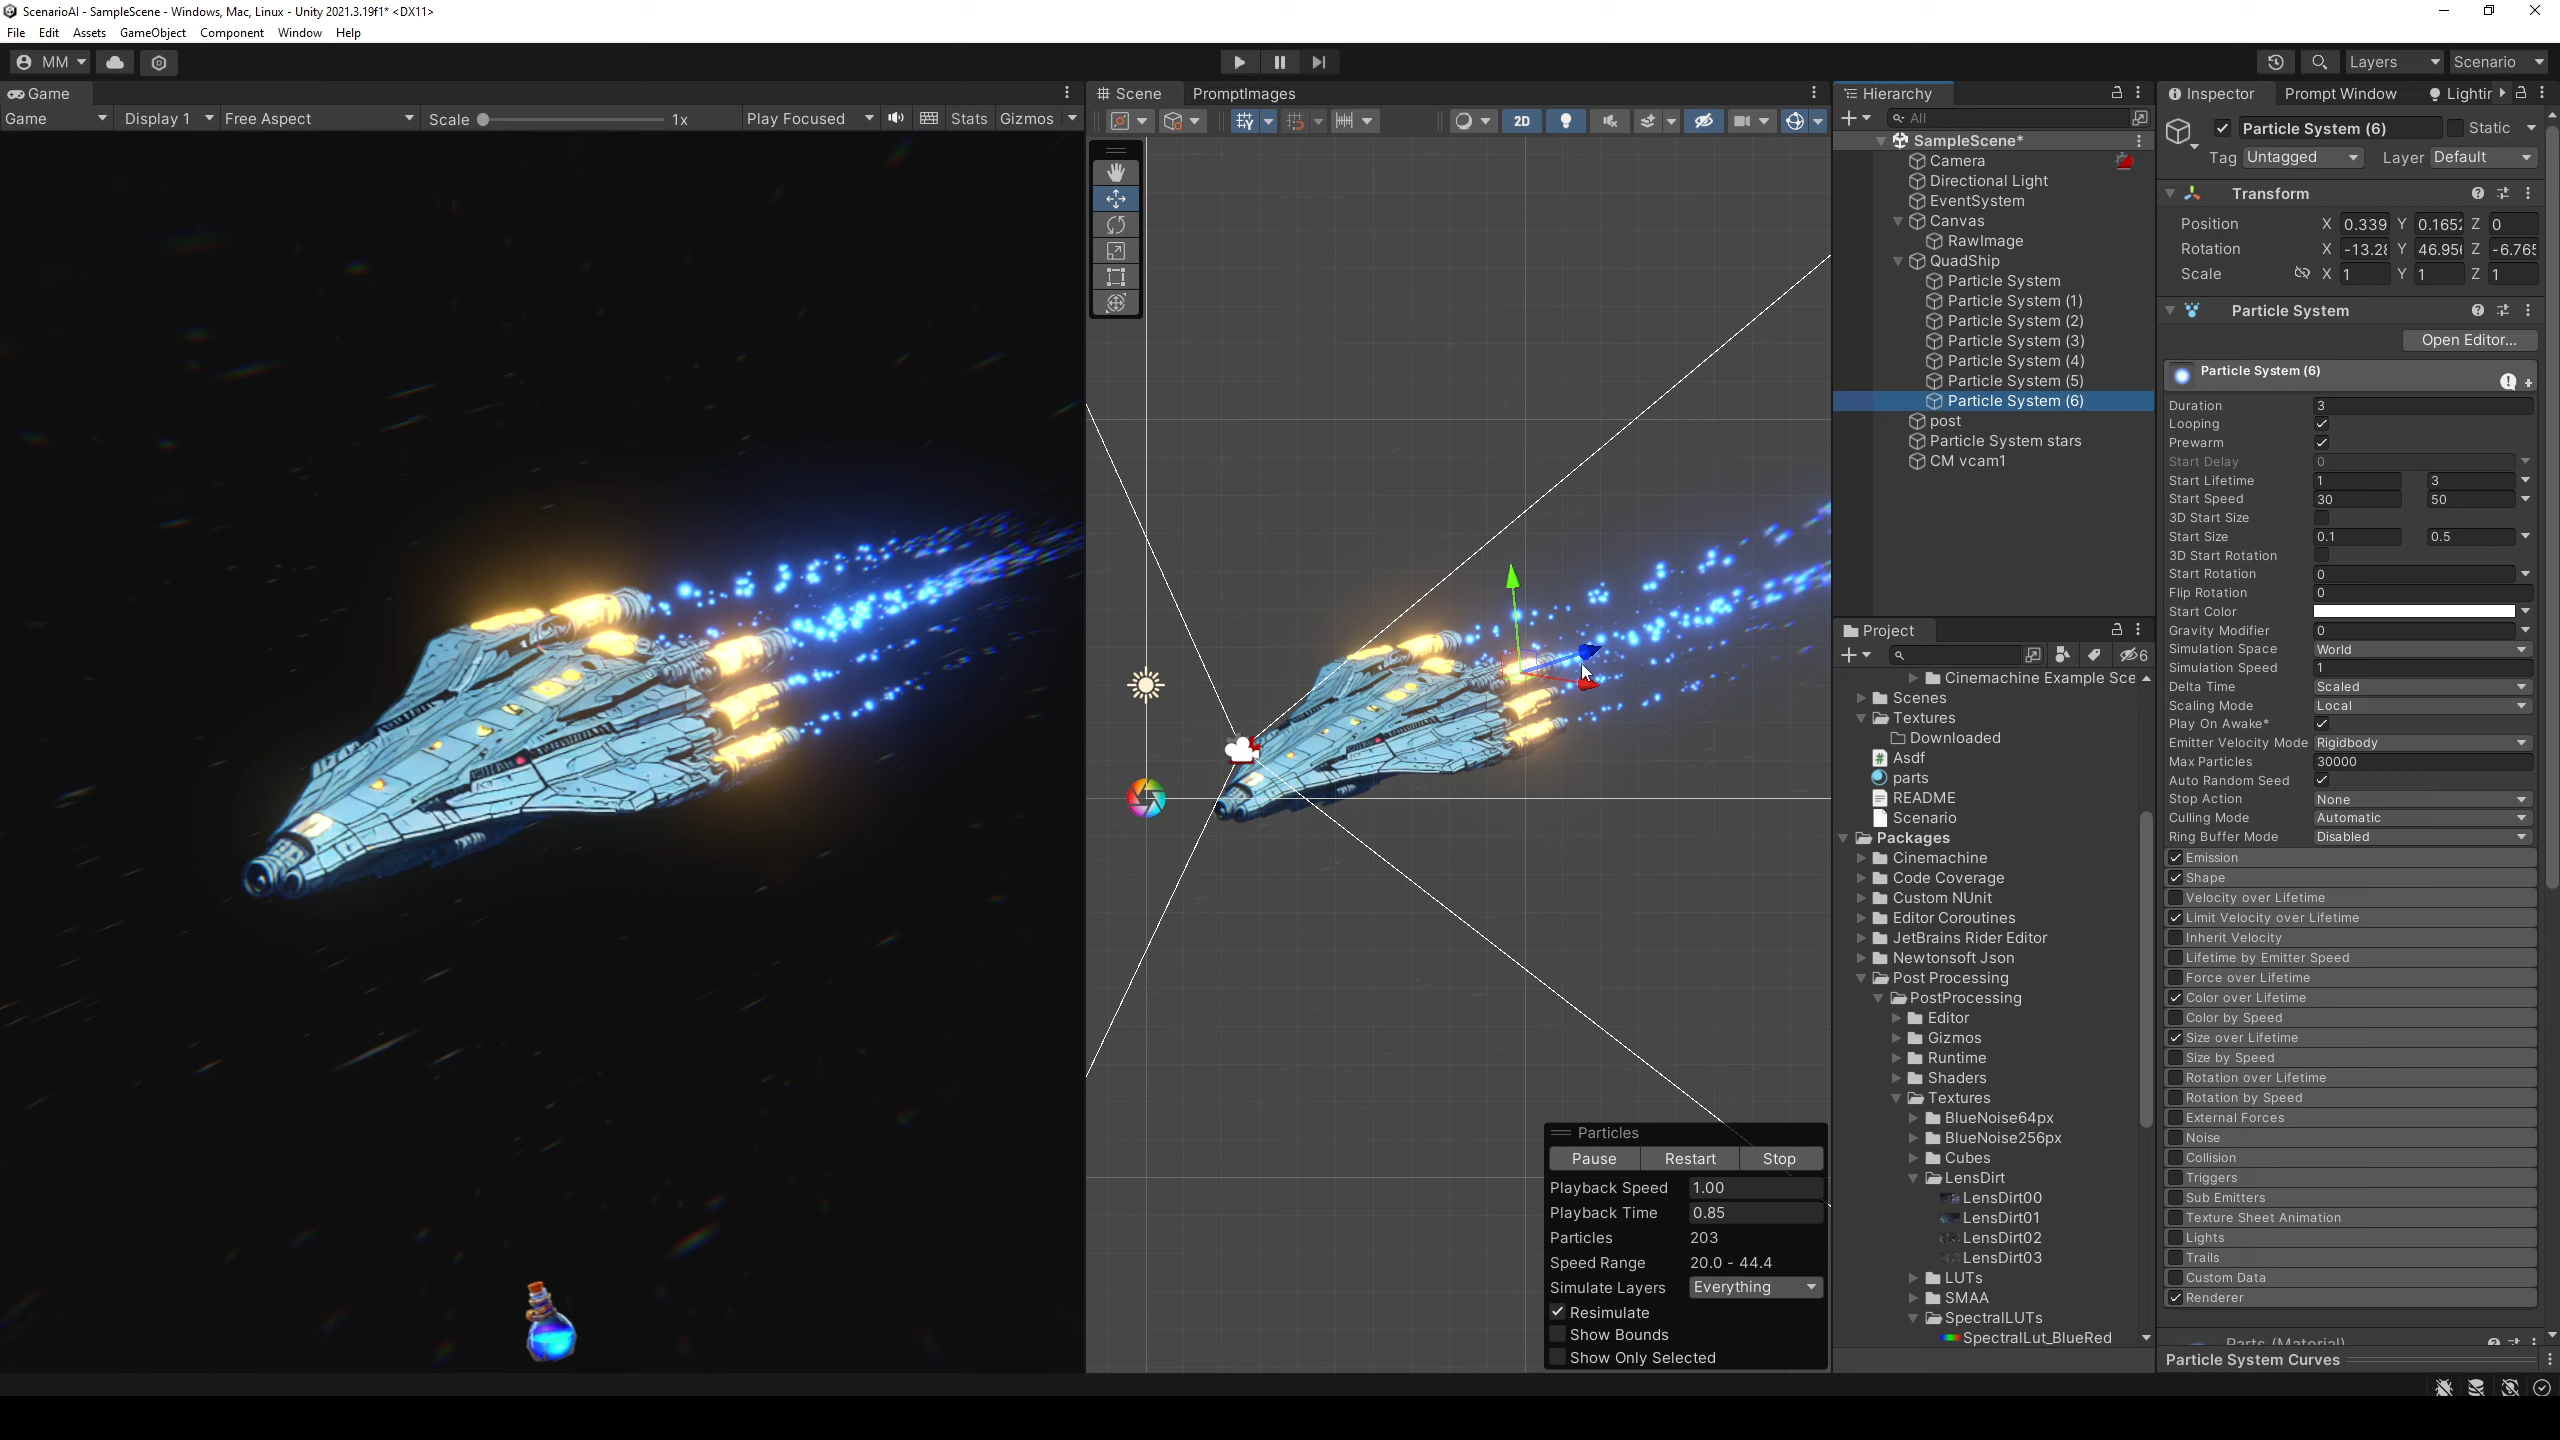 ScenarioAI - SampleScene - Windows, Mac, Linux - Unity 2021.3.19f1* <DX11>
File Edit Assets GameObject Component Window Help
MM
Layers
Scenario
Game
Game Display 1 Free Aspect Scale 1x Play Focused Stats Gizmos
Scene PromptImages
2D
Particles
Pause Restart Stop
Playback Speed 1.00
Playback Time 0.85
Particles 203
Speed Range 20.0 - 44.4
Simulate Layers Everything
Resimulate
Show Bounds
Show Only Selected
Hierarchy
All
SampleScene*
Camera
Directional Light
EventSystem
Canvas
RawImage
QuadShip
Particle System
Particle System (1)
Particle System (2)
Particle System (3)
Particle System (4)
Particle System (5)
Particle System (6)
post
Particle System stars
CM vcam1
Project
6
Cinemachine Example Sce
Scenes
Textures
Downloaded
Asdf
parts
README
Scenario
Packages
Cinemachine
Code Coverage
Custom NUnit
Editor Coroutines
JetBrains Rider Editor
Newtonsoft Json
Post Processing
PostProcessing
Editor
Gizmos
Runtime
Shaders
Textures
BlueNoise64px
BlueNoise256px
Cubes
LensDirt
LensDirt00
LensDirt01
LensDirt02
LensDirt03
LUTs
SMAA
SpectralLUTs
SpectralLut_BlueRed
Inspector Prompt Window Lightin
Particle System (6) Static
Tag Untagged Layer Default
Transform
Position X 0.339 Y 0.1652 Z 0
Rotation X -13.28 Y 46.956 Z -6.765
Scale X 1 Y 1 Z 1
Particle System
Open Editor...
Particle System (6)
Duration 3
Looping
Prewarm
Start Delay 0
Start Lifetime 1 3
Start Speed 30 50
3D Start Size
Start Size 0.1 0.5
3D Start Rotation
Start Rotation 0
Flip Rotation 0
Start Color
Gravity Modifier 0
Simulation Space World
Simulation Speed 1
Delta Time Scaled
Scaling Mode Local
Play On Awake*
Emitter Velocity Mode Rigidbody
Max Particles 30000
Auto Random Seed
Stop Action None
Culling Mode Automatic
Ring Buffer Mode Disabled
Emission
Shape
Velocity over Lifetime
Limit Velocity over Lifetime
Inherit Velocity
Lifetime by Emitter Speed
Force over Lifetime
Color over Lifetime
Color by Speed
Size over Lifetime
Size by Speed
Rotation over Lifetime
Rotation by Speed
External Forces
Noise
Collision
Triggers
Sub Emitters
Texture Sheet Animation
Lights
Trails
Custom Data
Renderer
Parts (Material)
Particle System Curves